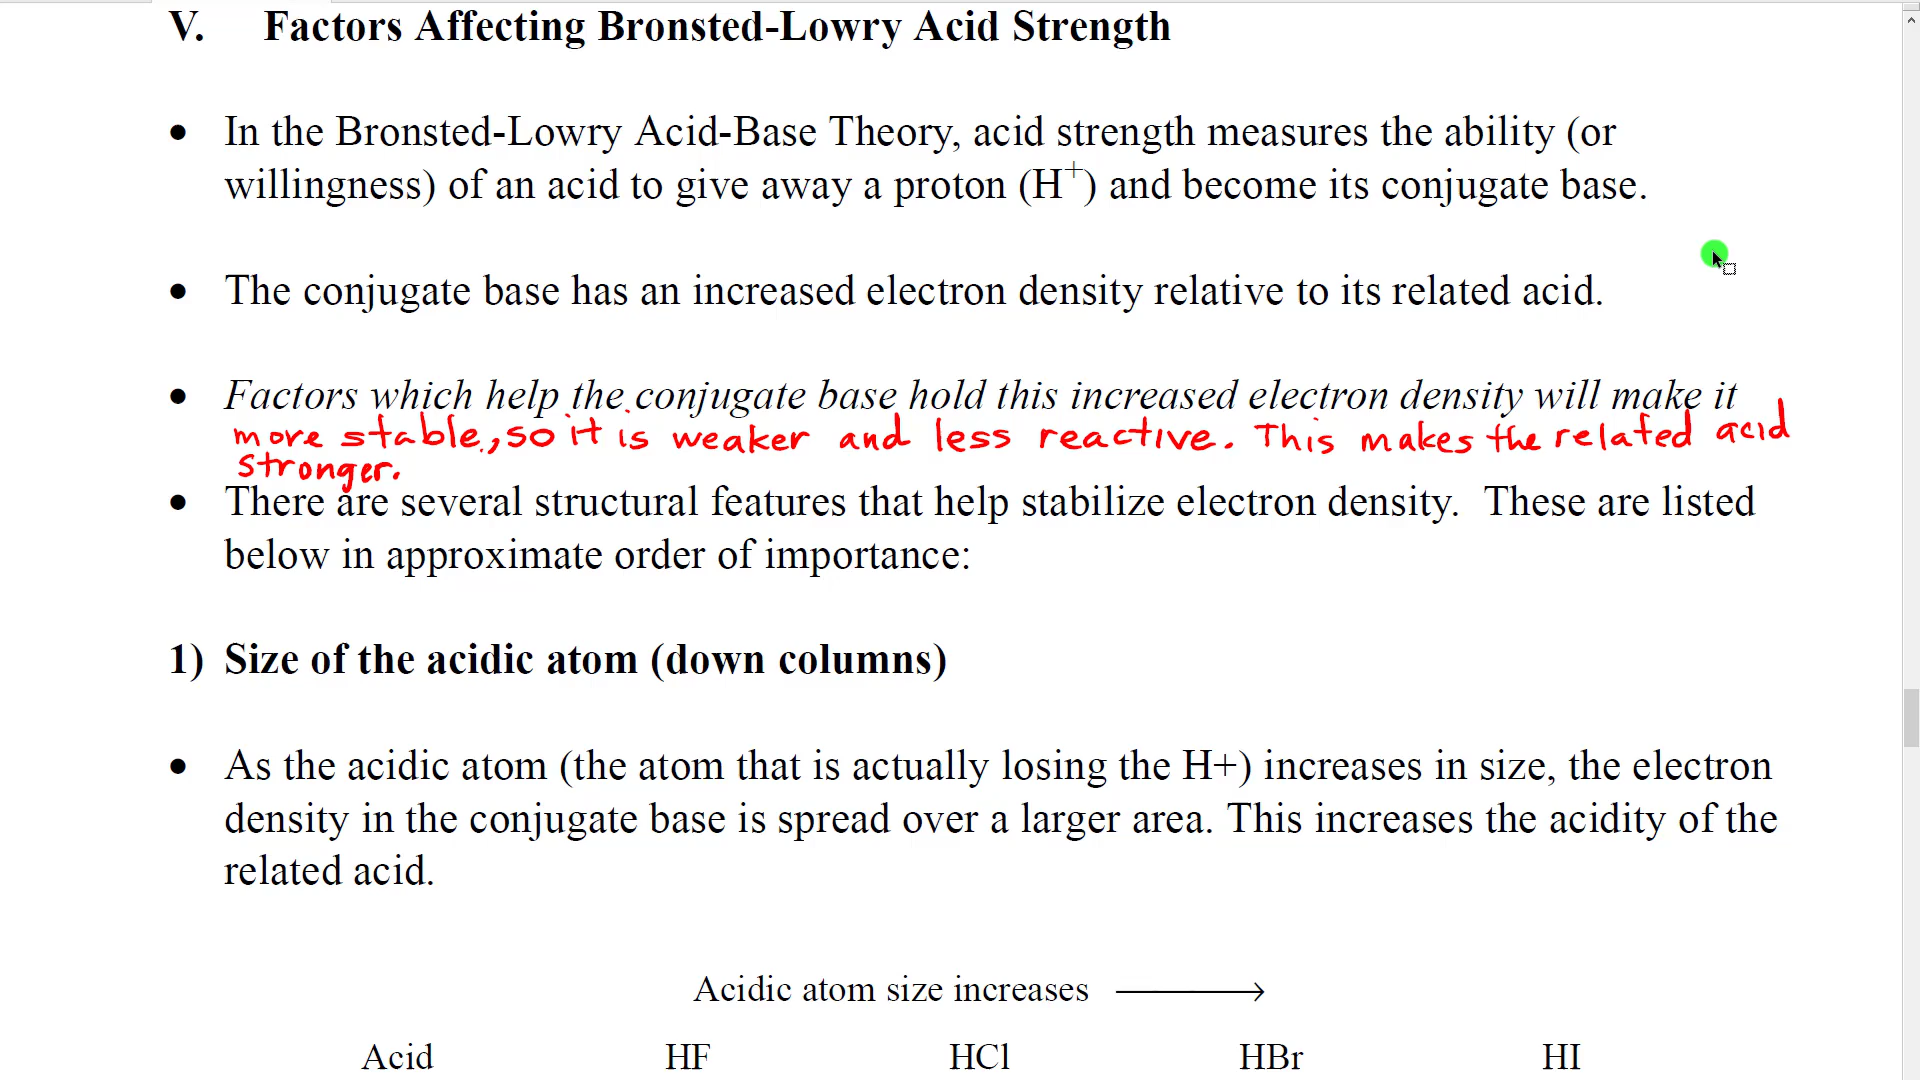 V. Factors Affecting Bronsted-Lowry Acid Strength
• In the Bronsted-Lowry Acid-Base Theory, acid strength measures the ability (or
willingness) of an acid to give away a proton (H⁺) and become its conjugate base.
• The conjugate base has an increased electron density relative to its related acid.
• Factors which help the conjugate base hold this increased electron density will make it
more stable, so it is weaker and less reactive. This makes the related acid
stronger.
• There are several structural features that help stabilize electron density. These are listed
below in approximate order of importance:
1) Size of the acidic atom (down columns)
• As the acidic atom (the atom that is actually losing the H+) increases in size, the electron
density in the conjugate base is spread over a larger area. This increases the acidity of the
related acid.
Acidic atom size increases ⟶
Acid HF HCl HBr HI